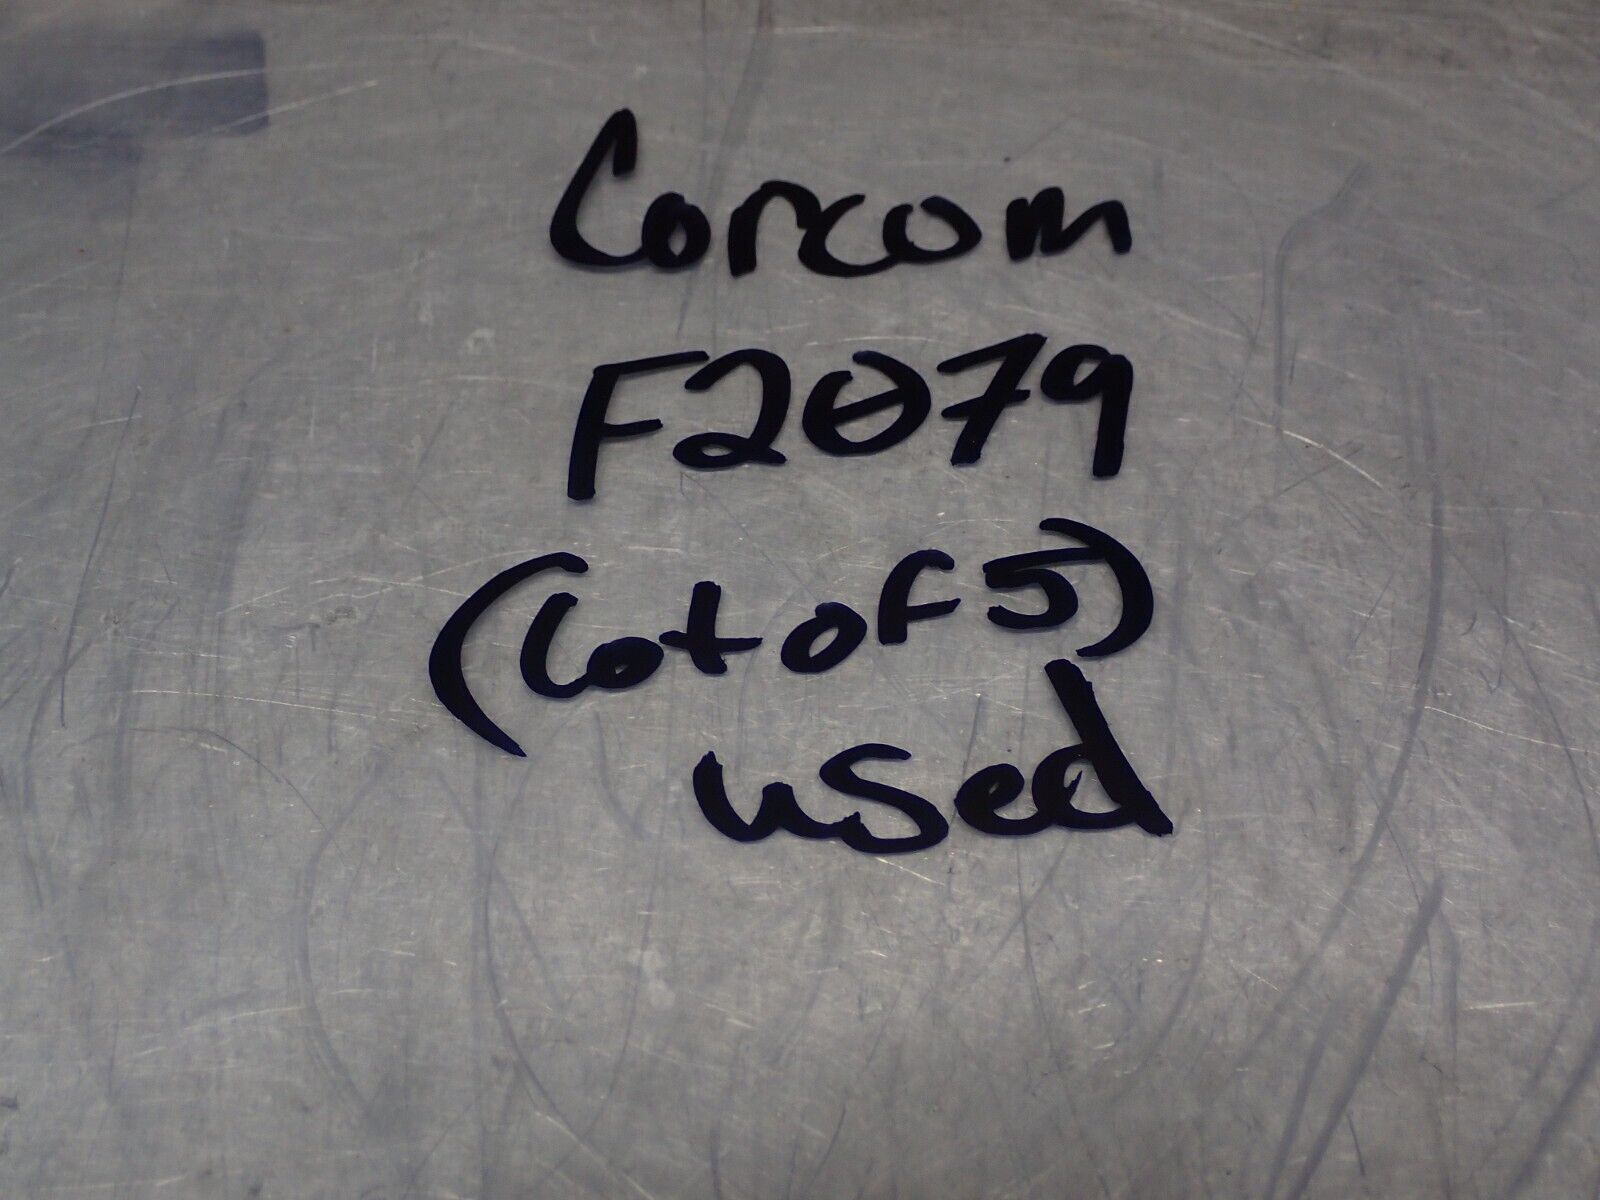 Corcom
F2079
(Lot of 5)
used